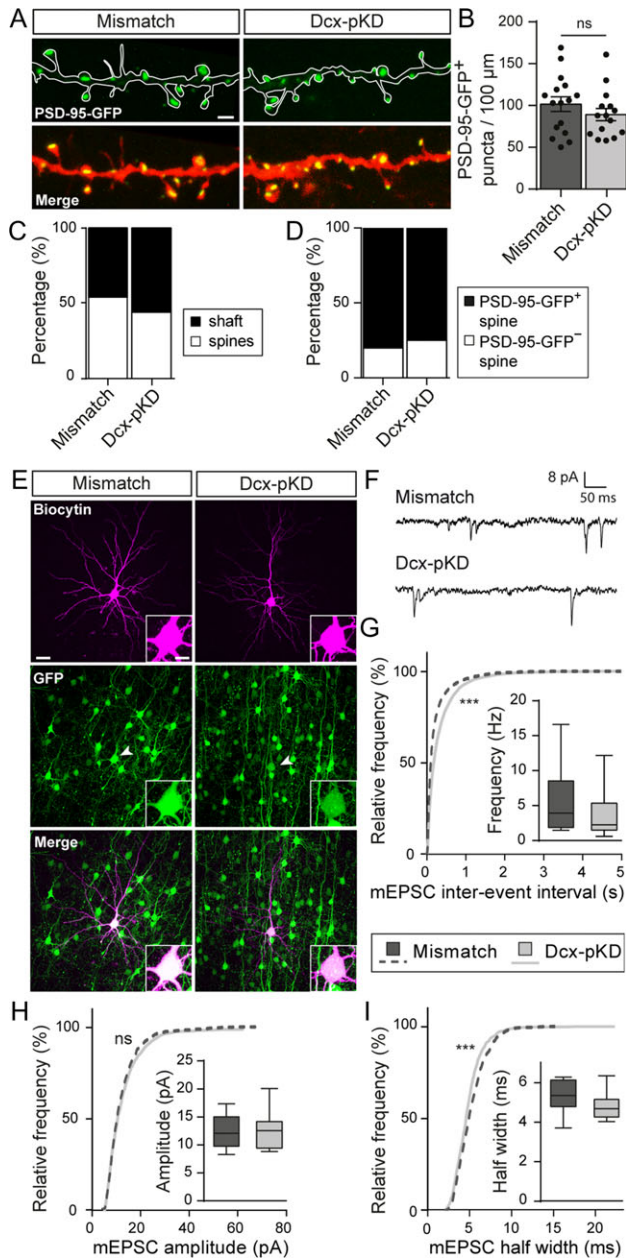 A
Mismatch
Dcx-pKD
PSD-95-GFP
Merge
B
ns
PSD-95-GFP+
puncta / 100 µm
200
150
100
50
0
Mismatch
Dcx-pKD
C
Percentage (%)
100
50
0
Mismatch
Dcx-pKD
shaft
spines
D
Percentage (%)
100
50
0
Mismatch
Dcx-pKD
PSD-95-GFP+
spine
PSD-95-GFP−
spine
E
Mismatch
Dcx-pKD
Biocytin
GFP
Merge
F
8 pA
50 ms
Mismatch
Dcx-pKD
G
Relative frequency (%)
100
50
0
***
Frequency (Hz)
20
15
10
5
0
0 1 2 3 4 5
mEPSC inter-event interval (s)
Mismatch
Dcx-pKD
H
Relative frequency (%)
100
50
0
ns
Amplitude (pA)
25
20
15
10
5
0
0 20 40 60 80
mEPSC amplitude (pA)
I
Relative frequency (%)
100
50
0
***
Half width (ms)
6
4
2
0
0 5 10 15 20
mEPSC half width (ms)